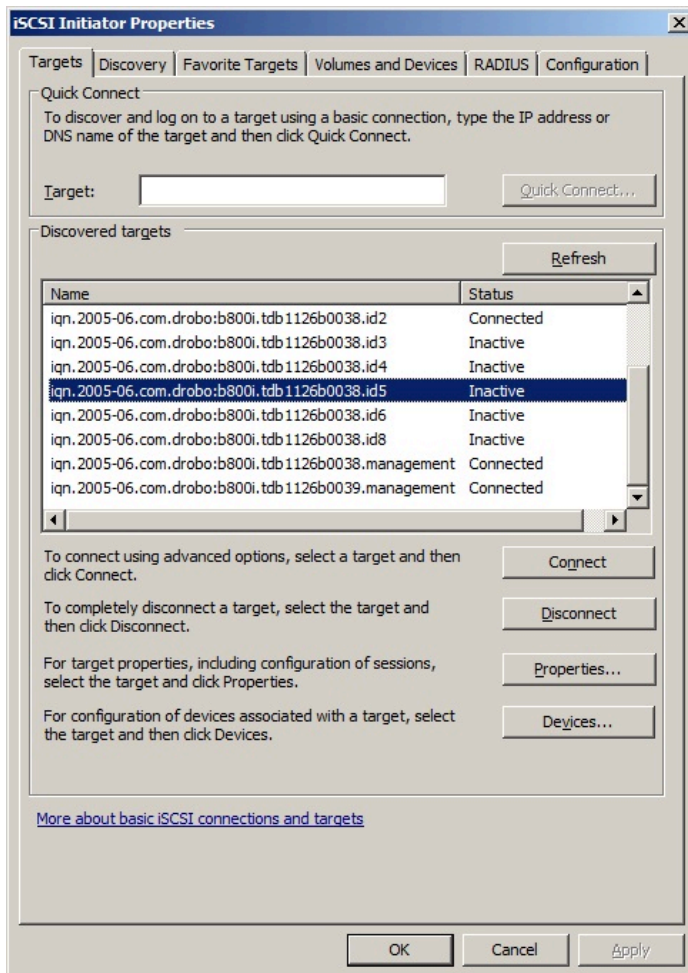 iSCSI Initiator Properties
Targets Discovery Favorite Targets Volumes and Devices RADIUS Configuration
Quick Connect
To discover and log on to a target using a basic connection, type the IP address or
DNS name of the target and then click Quick Connect.
Target:
Quick Connect...
Discovered targets
Refresh
Name Status
iqn.2005-06.com.drobo:b800i.tdb1126b0038.id2 Connected
iqn.2005-06.com.drobo:b800i.tdb1126b0038.id3 Inactive
iqn.2005-06.com.drobo:b800i.tdb1126b0038.id4 Inactive
iqn.2005-06.com.drobo:b800i.tdb1126b0038.id5 Inactive
iqn.2005-06.com.drobo:b800i.tdb1126b0038.id6 Inactive
iqn.2005-06.com.drobo:b800i.tdb1126b0038.id8 Inactive
iqn.2005-06.com.drobo:b800i.tdb1126b0038.management Connected
iqn.2005-06.com.drobo:b800i.tdb1126b0039.management Connected
To connect using advanced options, select a target and then
click Connect.
Connect
To completely disconnect a target, select the target and
then click Disconnect.
Disconnect
For target properties, including configuration of sessions,
select the target and click Properties.
Properties...
For configuration of devices associated with a target, select
the target and then click Devices.
Devices...
More about basic iSCSI connections and targets
OK Cancel Apply